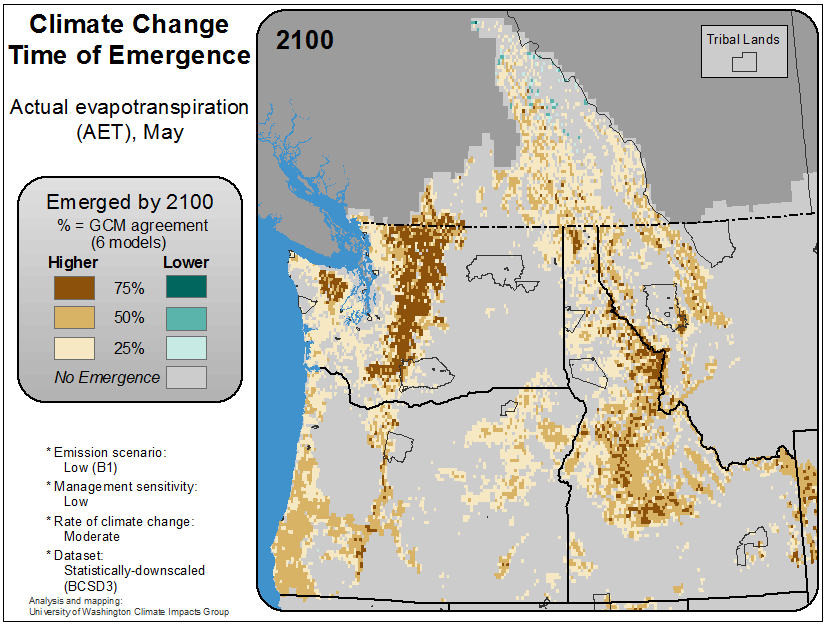 Climate Change
Time of Emergence
Actual evapotranspiration
(AET), May
Emerged by 2100
% = GCM agreement
(6 models)
Higher Lower
75%
50%
25%
No Emergence
* Emission scenario:
Low (B1)
* Management sensitivity:
Low
* Rate of climate change:
Moderate
* Dataset:
Statistically-downscaled
(BCSD3)
Analysis and mapping:
University of Washington Climate Impacts Group
2100
Tribal Lands